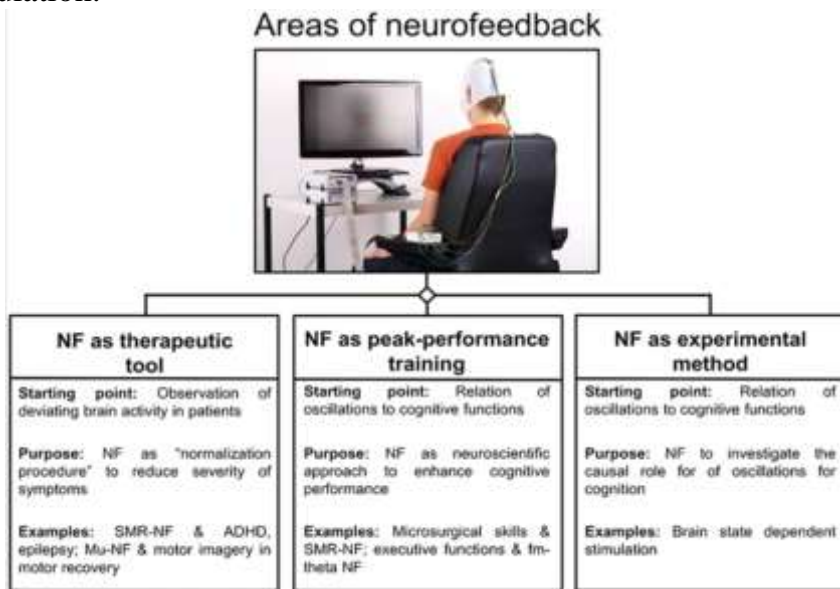 Areas of neurofeedback
NF as therapeutic
tool
Starting point: Observation of
deviating brain activity in patients
Purpose: NF as "normalization
procedure" to reduce severity of
symptoms
Examples: SMR-NF & ADHD,
epilepsy; Mu-NF & motor imagery in
motor recovery
NF as peak-performance
training
Starting point: Relation of
oscillations to cognitive functions
Purpose: NF as neuroscientific
approach to enhance cognitive
performance
Examples: Microsurgical skills &
SMR-NF; executive functions & fm-
theta NF
NF as experimental
method
Starting point: Relation of
oscillations to cognitive functions
Purpose: NF to investigate the
causal role for of oscillations for
cognition
Examples: Brain state dependent
stimulation